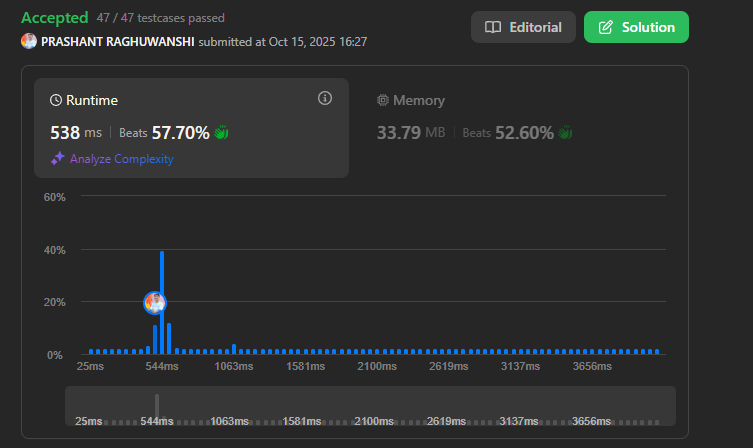 Accepted 47 / 47 testcases passed
PRASHANT RAGHUWANSHI submitted at Oct 15, 2025 16:27
Editorial
Solution
Runtime
538 ms | Beats 57.70%
Analyze Complexity
Memory
33.79 MB | Beats 52.60%
60%
40%
20%
0%
25ms 544ms 1063ms 1581ms 2100ms 2619ms 3137ms 3656ms
25ms 544ms 1063ms 1581ms 2100ms 2619ms 3137ms 3656ms